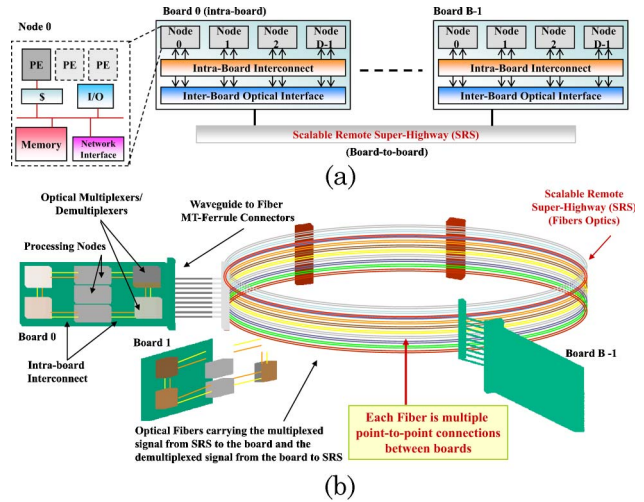 Node 0
PE
PE
PE
$
I/O
Memory
Network
Interface
Board 0 (intra-board)
Node
0
Node
1
Node
2
Node
D-1
Intra-Board Interconnect
Inter-Board Optical Interface
Board B-1
Node
0
Node
1
Node
2
Node
D-1
Intra-Board Interconnect
Inter-Board Optical Interface
Scalable Remote Super-Highway (SRS)
(Board-to-board)
(a)
Optical Multiplexers/
Demultiplexers
Processing Nodes
Waveguide to Fiber
MT-Ferrule Connectors
Scalable Remote
Super-Highway (SRS)
(Fibers Optics)
Board 0
Intra-board
Interconnect
Board 1
Board B -1
Optical Fibers carrying the multiplexed
signal from SRS to the board and the
demultiplexed signal from the board to SRS
Each Fiber is multiple
point-to-point connections
between boards
(b)